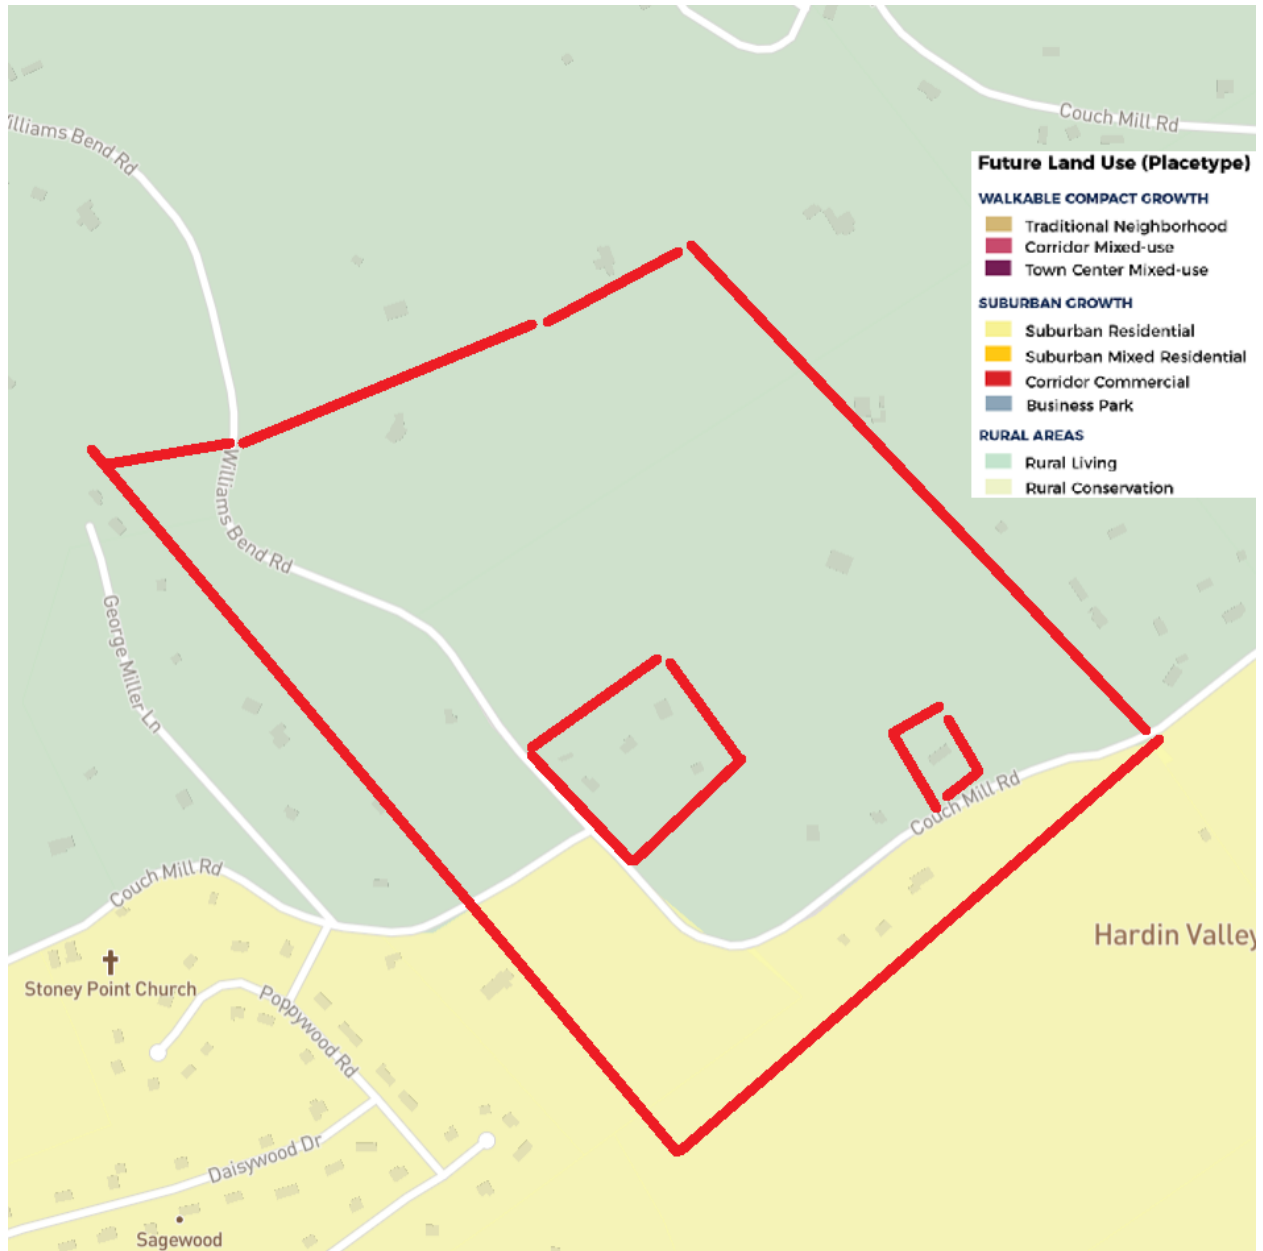 Couch Mill Rd
illiams Bend Rd
Future Land Use (Placetype)
WALKABLE COMPACT GROWTH
Traditional Neighborhood
Corridor Mixed-use
Town Center Mixed-use
SUBURBAN GROWTH
Suburban Residential
Suburban Mixed Residential
Corridor Commercial
Business Park
RURAL AREAS
Rural Living
Rural Conservation
Williams Bend Rd
George Miller Ln
Couch Mill Rd
Couch Mill Rd
Hardin Valley
Stoney Point Church
Poppywood Rd
Daisywood Dr
Sagewood